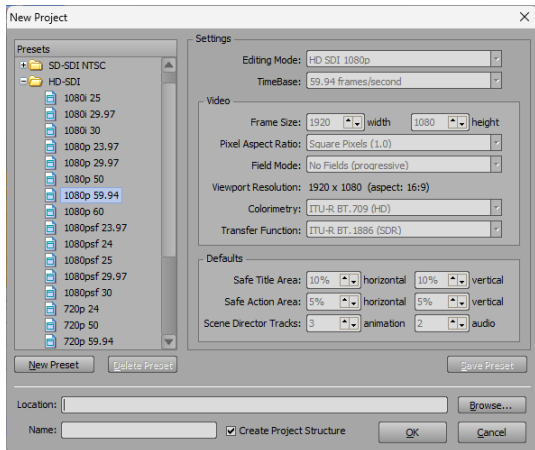 New Project
Presets
SD-SDI NTSC
HD-SDI
1080i 25
1080i 29.97
1080i 30
1080p 23.97
1080p 29.97
1080p 50
1080p 59.94
1080p 60
1080psf 23.97
1080psf 24
1080psf 25
1080psf 29.97
1080psf 30
720p 24
720p 50
720p 59.94
New Preset Delete Preset
Settings
Editing Mode: HD SDI 1080p
TimeBase: 59.94 frames/second
Video
Frame Size: 1920 width 1080 height
Pixel Aspect Ratio: Square Pixels (1.0)
Field Mode: No Fields (progressive)
Viewport Resolution: 1920 x 1080 (aspect: 16:9)
Colorimetry: ITU-R BT.709 (HD)
Transfer Function: ITU-R BT.1886 (SDR)
Defaults
Safe Title Area: 10% horizontal 10% vertical
Safe Action Area: 5% horizontal 5% vertical
Scene Director Tracks: 3 animation 2 audio
Save Preset
Location: Browse...
Name: Create Project Structure OK Cancel